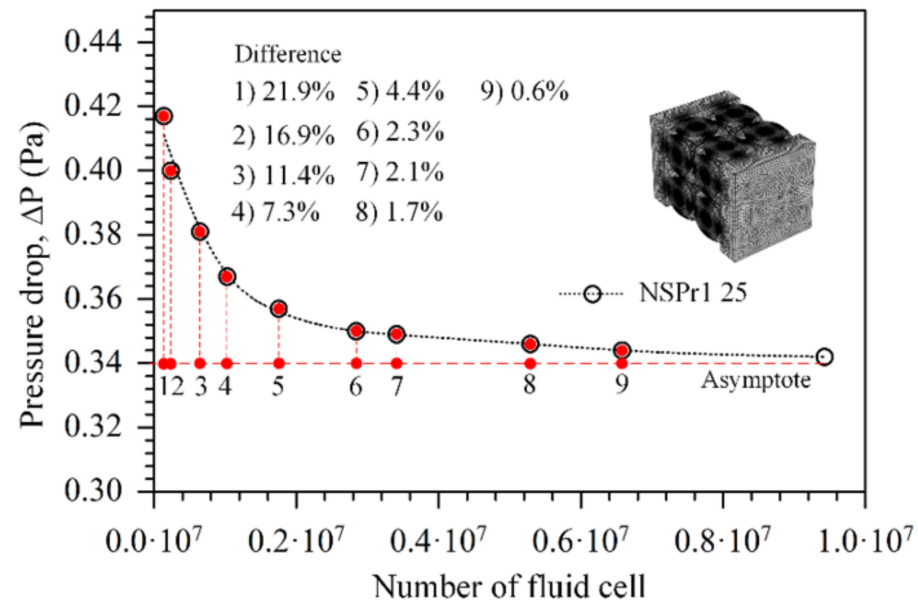 0.44
0.42
0.40
0.38
0.36
0.34
0.32
0.30
Pressure drop, ΔP (Pa)
Difference
1) 21.9% 5) 4.4% 9) 0.6%
2) 16.9% 6) 2.3%
3) 11.4% 7) 2.1%
4) 7.3% 8) 1.7%
NSPr1 25
Asymptote
1 2 3 4 5 6 7 8 9
0.0·10⁷ 0.2·10⁷ 0.4·10⁷ 0.6·10⁷ 0.8·10⁷ 1.0·10⁷
Number of fluid cell